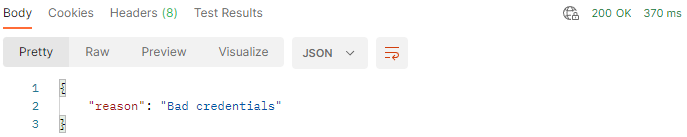 Body Cookies Headers (8) Test Results 200 OK 370 ms
Pretty Raw Preview Visualize JSON
1 {
2 "reason": "Bad credentials"
3 }